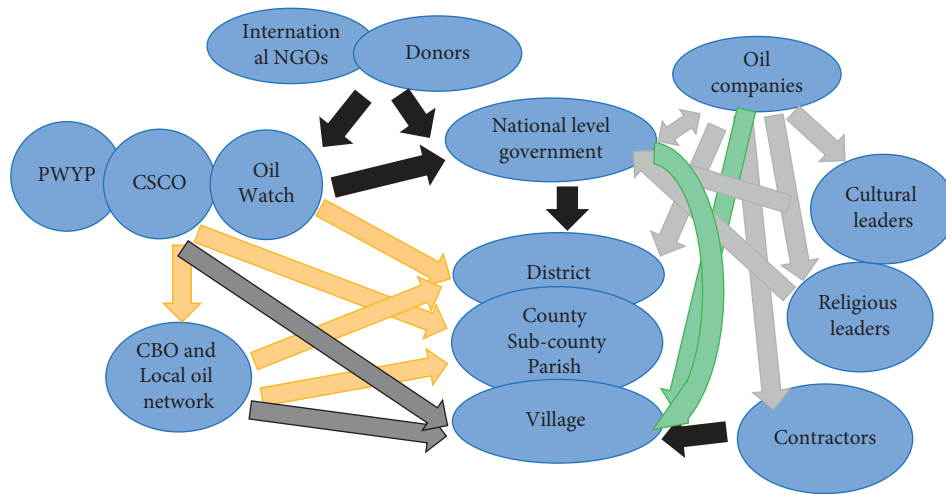 Internation
al NGOs
Donors
Oil
companies
National level
government
PWYP
CSCO
Oil
Watch
Cultural
leaders
District
Religious
leaders
County
Sub-county
Parish
CBO and
Local oil
network
Village
Contractors